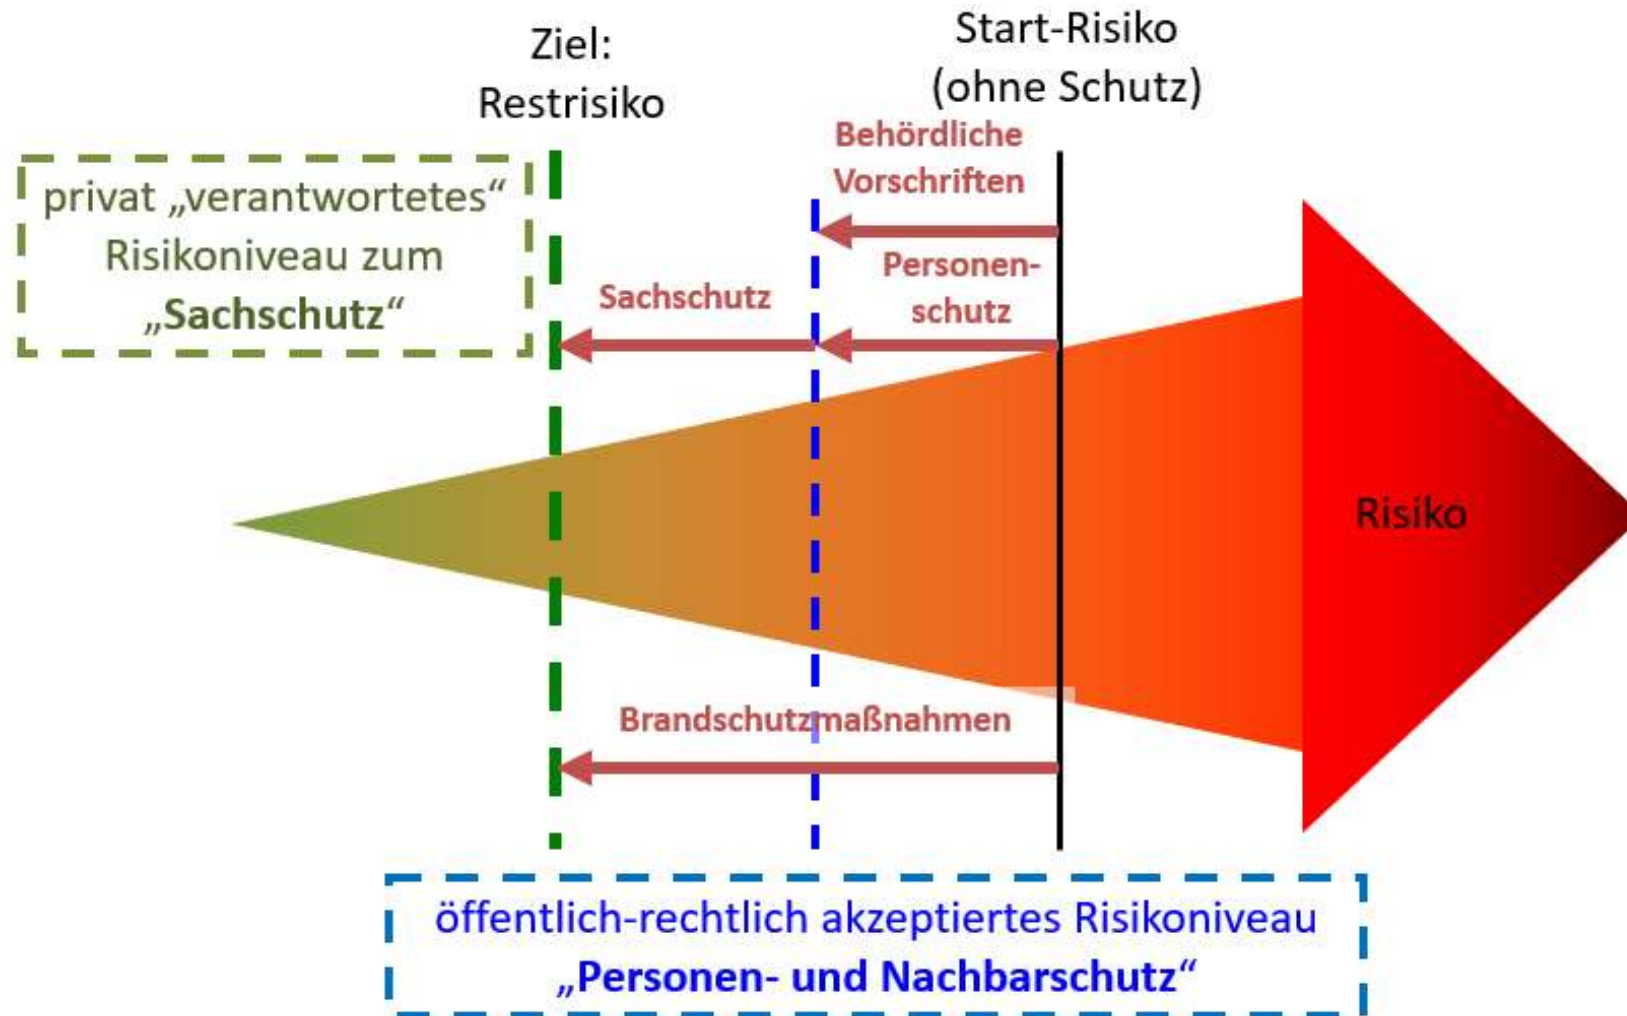 Ziel:
Restrisiko
Start-Risiko
(ohne Schutz)
privat „verantwortetes“
Risikoniveau zum
„Sachschutz“
Behördliche
Vorschriften
Sachschutz
Personen-
schutz
Risiko
Brandschutzmaßnahmen
öffentlich-rechtlich akzeptiertes Risikoniveau
„Personen- und Nachbarschutz“